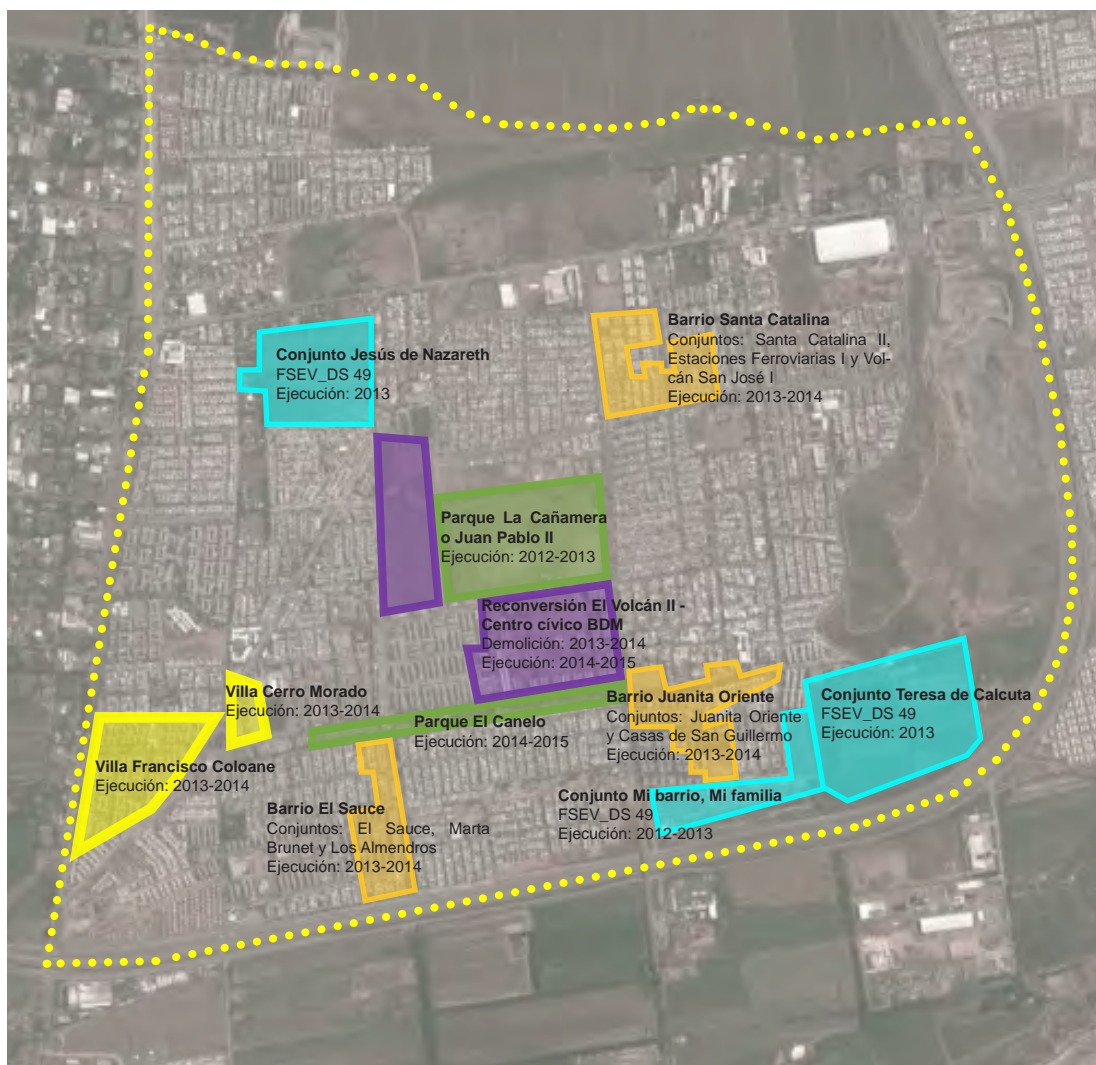 Barrio Santa Catalina
Conjuntos: Santa Catalina II,
Estaciones Ferroviarias I y Vol-
cán San José I
Ejecución: 2013-2014
Conjunto Jesús de Nazareth
FSEV_DS 49
Ejecución: 2013
Parque La Cañamera
o Juan Pablo II
Ejecución: 2012-2013
Reconversión El Volcán II -
Centro cívico BDM
Demolición: 2013-2014
Ejecución: 2014-2015
Villa Cerro Morado
Ejecución: 2013-2014
Parque El Canelo
Ejecución: 2014-2015
Barrio Juanita Oriente
Conjuntos: Juanita Oriente
y Casas de San Guillermo
Ejecución: 2013-2014
Conjunto Teresa de Calcuta
FSEV_DS 49
Ejecución: 2013
Villa Francisco Coloane
Ejecución: 2013-2014
Barrio El Sauce
Conjuntos: El Sauce, Marta
Brunet y Los Almendros
Ejecución: 2013-2014
Conjunto Mi barrio, Mi familia
FSEV_DS 49
Ejecución: 2012-2013